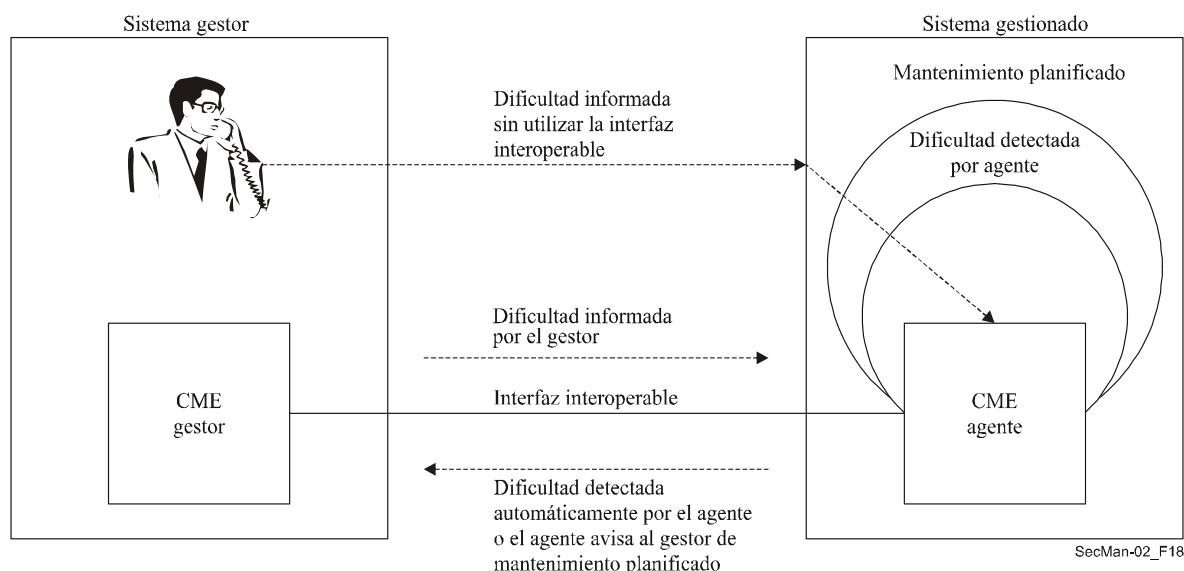 Sistema gestor
Sistema gestionado
Mantenimiento planificado
Dificultad informada
sin utilizar la interfaz
interoperable
Dificultad detectada
por agente
Dificultad informada
por el gestor
Interfaz interoperable
CME
gestor
CME
agente
Dificultad detectada
automáticamente por el agente
o el agente avisa al gestor de
mantenimiento planificado
SecMan-02_F18